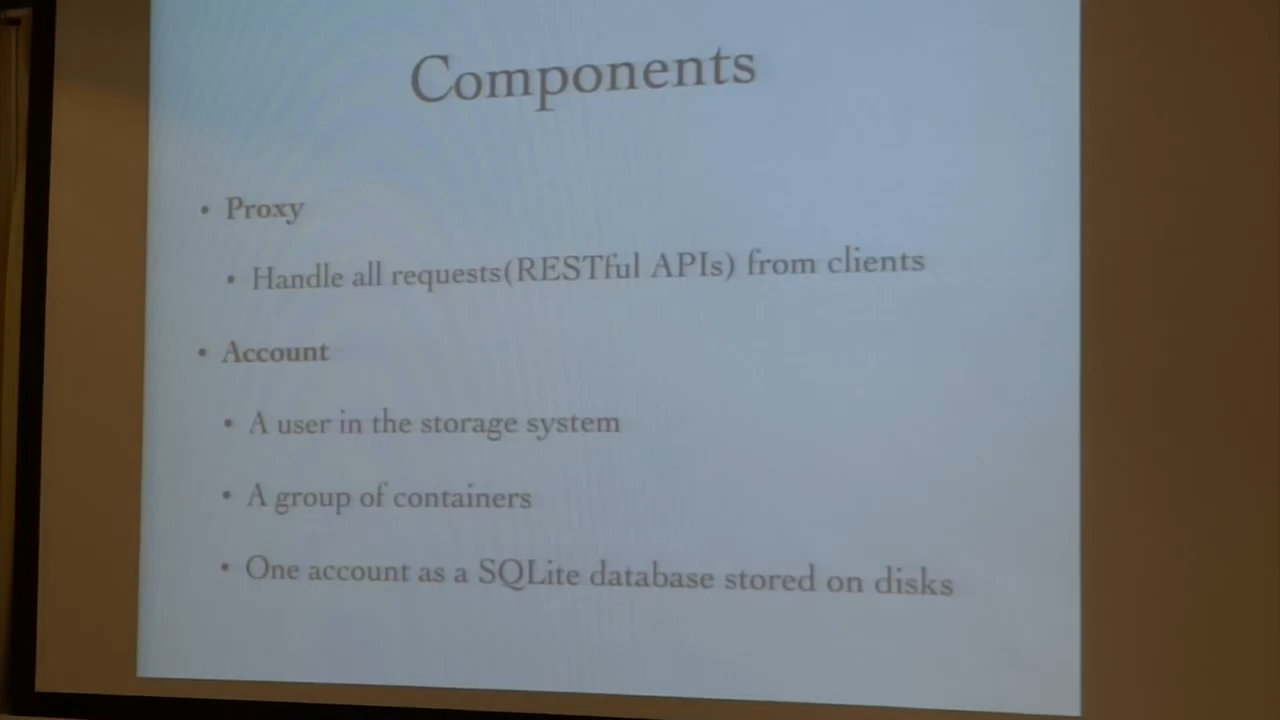 Components
• Proxy
• Handle all requests(RESTful APIs) from clients
• Account
• A user in the storage system
• A group of containers
• One account as a SQLite database stored on disks